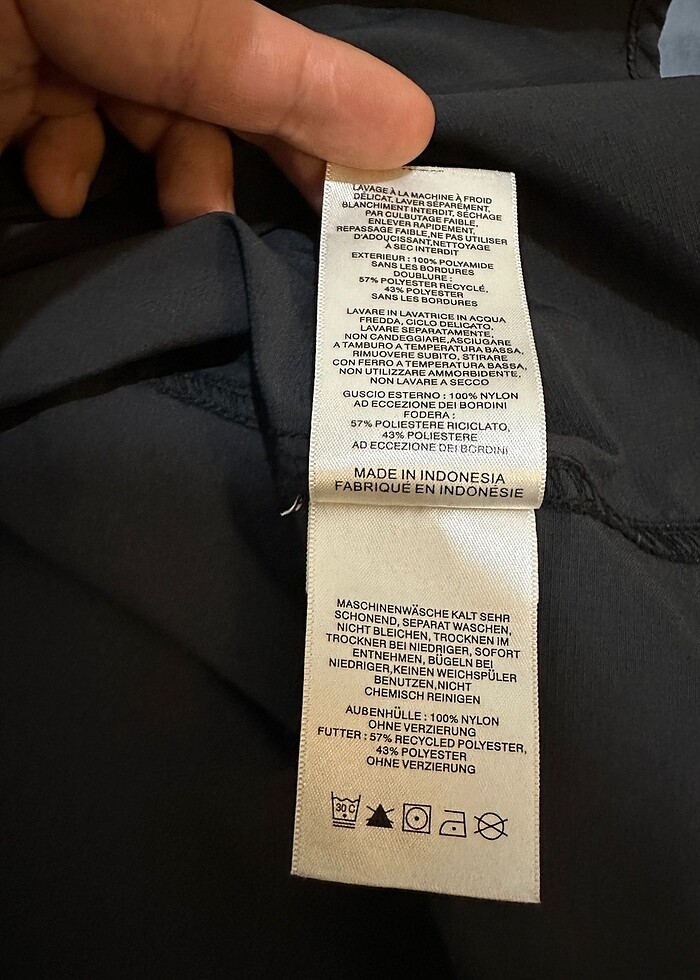 LAVAGE À LA MACHINE À FROID
DÉLICAT, LAVER SÉPARÉMENT,
BLANCHIMENT INTERDIT, SÉCHAGE
PAR CULBUTAGE FAIBLE,
ENLEVER RAPIDEMENT,
REPASSAGE FAIBLE,NE PAS UTILISER
D'ADOUCISSANT,NETTOYAGE
À SEC INTERDIT
EXTERIEUR : 100% POLYAMIDE
SANS LES BORDURES
DOUBLURE :
57% POLYESTER RECYCLÉ,
43% POLYESTER
SANS LES BORDURES
LAVARE IN LAVATRICE IN ACQUA
FREDDA, CICLO DELICATO,
LAVARE SEPARATAMENTE,
NON CANDEGGIARE,ASCIUGARE
A TAMBURO A TEMPERATURA BASSA,
RIMUOVERE SUBITO, STIRARE
CON FERRO A TEMPERATURA BASSA,
NON UTILIZZARE AMMORBIDENTE,
NON LAVARE A SECCO
GUSCIO ESTERNO : 100% NYLON
AD ECCEZIONE DEI BORDINI
FODERA :
57% POLIESTERE RICICLATO,
43% POLIESTERE
AD ECCEZIONE DEI BORDINI
MADE IN INDONESIA
FABRIQUÉ EN INDONÉSIE
MASCHINENWÄSCHE KALT SEHR
SCHONEND, SEPARAT WASCHEN,
NICHT BLEICHEN, TROCKNEN IM
TROCKNER BEI NIEDRIGER, SOFORT
ENTNEHMEN, BÜGELN BEI
NIEDRIGER,KEINEN WEICHSPÜLER
BENUTZEN,NICHT
CHEMISCH REINIGEN
AUBENHÜLLE : 100% NYLON
OHNE VERZIERUNG
FUTTER : 57% RECYCLED POLYESTER,
43% POLYESTER
OHNE VERZIERUNG
30 C